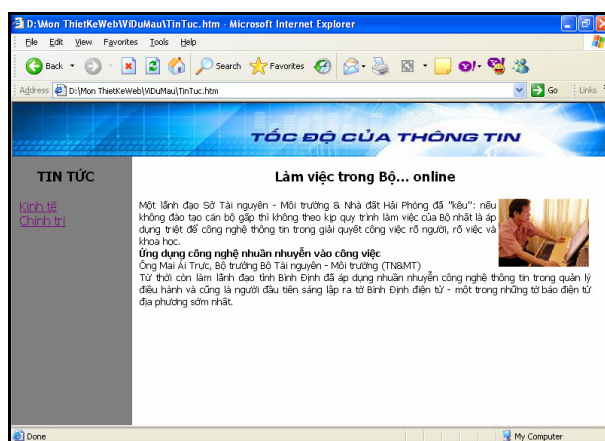 D:\Mon ThietKeWeb\ViDuMau\TinTuc.htm - Microsoft Internet Explorer
File Edit View Favorites Tools Help
Back Search Favorites
Address D:\Mon ThietKeWeb\ViDuMau\TinTuc.htm Go Links
TỐC ĐỘ CỦA THÔNG TIN
TIN TỨC
Kinh tế
Chính trị
Làm việc trong Bộ... online
Một lãnh đạo Sở Tài nguyên - Môi trường & Nhà đất Hải Phòng đã "kêu": nếu
không đào tạo cán bộ gấp thì không theo kịp quy trình làm việc của Bộ nhất là áp
dụng triệt để công nghệ thông tin trong giải quyết công việc rõ người, rõ việc và
khoa học.
Ứng dụng công nghệ nhuần nhuyễn vào công việc
Ông Mai Ái Trực, Bộ trưởng Bộ Tài nguyên - Môi trường (TN&MT)
Từ thời còn làm lãnh đạo tỉnh Bình Định đã áp dụng nhuần nhuyễn công nghệ thông tin trong quản lý
điều hành và cũng là người đầu tiên sáng lập ra tờ Bình Định điện tử - một trong những tờ báo điện tử
địa phương sớm nhất.
Done My Computer